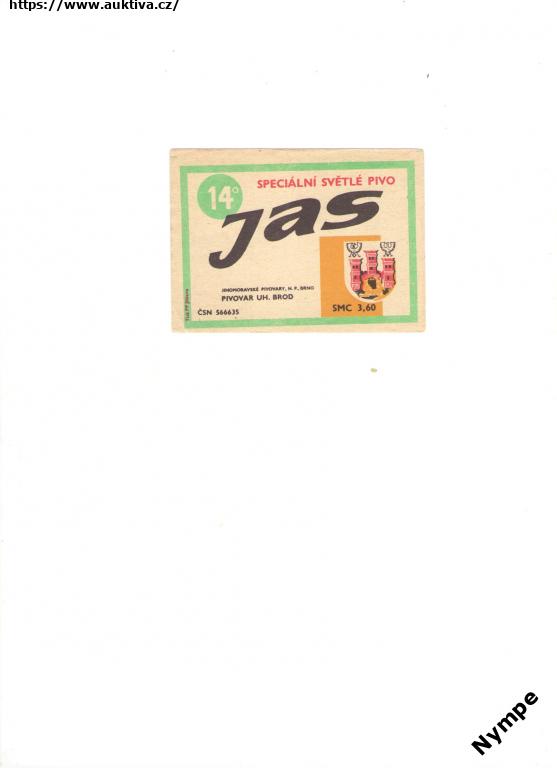 https://www.auktiva.cz/
14°
SPECIÁLNÍ SVĚTLÉ PIVO
Jas
JIHOMORAVSKÉ PIVOVARY, N. P., BRNO
PIVOVAR UH. BROD
ČSN 566635
SMC 3,60
Nympe